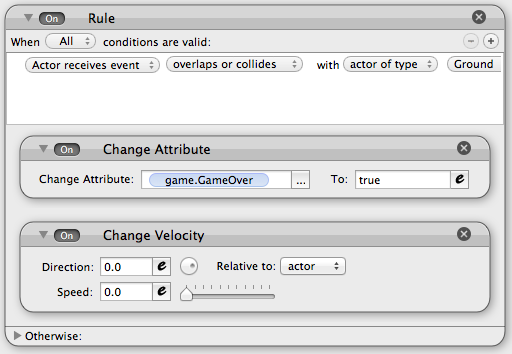 On Rule
When All conditions are valid:
Actor receives event overlaps or collides with actor of type Ground
On Change Attribute
Change Attribute: game.GameOver ... To: true e
On Change Velocity
Direction: 0.0 e Relative to: actor
Speed: 0.0 e
Otherwise: